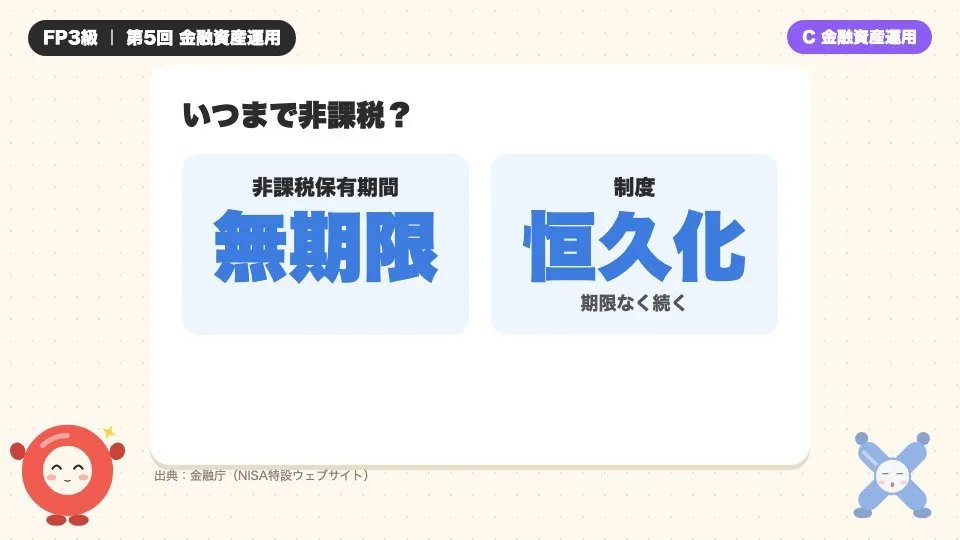 FP3級 | 第5回 金融資産運用
C 金融資産運用
いつまで非課税？
非課税保有期間
無期限
制度
恒久化
期限なく続く
出典：金融庁（NISA特設ウェブサイト）